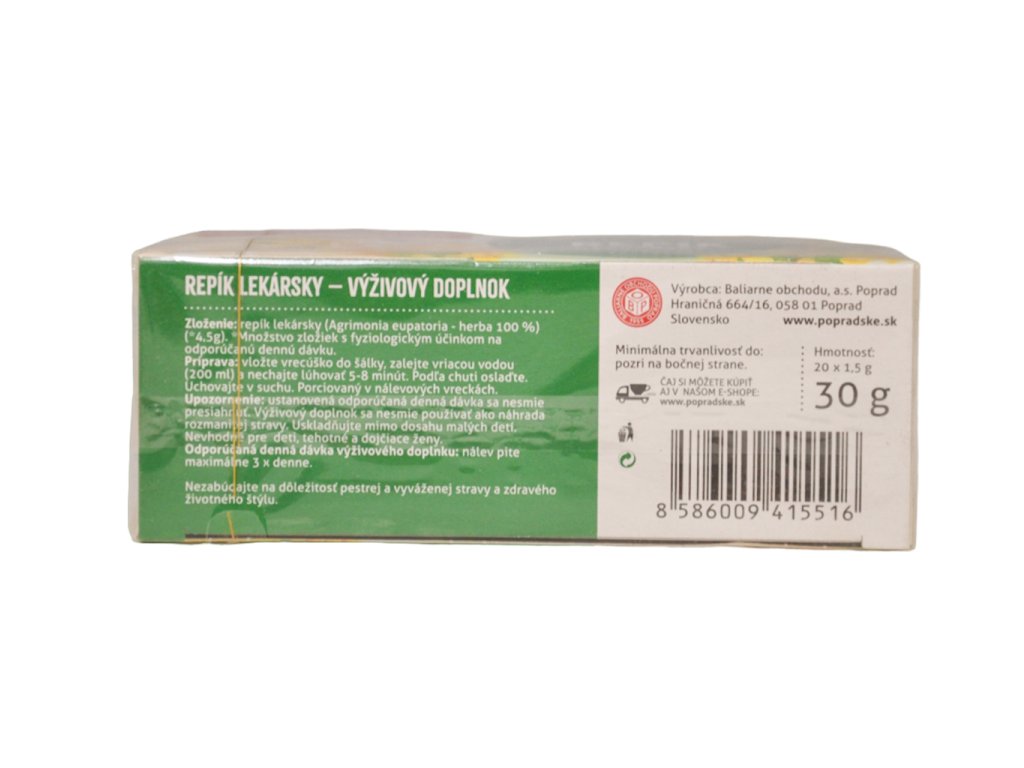 REPÍK LEKÁRSKY – VÝŽIVOVÝ DOPLNOK
Zloženie: repík lekársky (Agrimonia eupatoria - herba 100 %)
(*4,5g). *Množstvo zložiek s fyziologickým účinkom na
odporúčanú dennú dávku.
Príprava: vložte vrecúško do šálky, zalejte vriacou vodou
(200 ml) a nechajte lúhovať 5-8 minút. Podľa chuti oslaďte.
Uchovajte v suchu. Porciovaný v nálevových vreckách.
Upozornenie: ustanovená odporúčaná denná dávka sa nesmie
presiahnuť. Výživový doplnok sa nesmie používať ako náhrada
rozmanitej stravy. Uskladňujte mimo dosahu malých detí.
Nevhodné pre deti, tehotné a dojčiace ženy.
Odporúčaná denná dávka výživového doplnku: nálev pite
maximálne 3 x denne.
Nezabúdajte na dôležitosť pestrej a vyváženej stravy a zdravého
životného štýlu.
Výrobca: Baliarne obchodu, a.s. Poprad
Hraničná 664/16, 058 01 Poprad
Slovensko www.popradske.sk
Minimálna trvanlivosť do:
pozri na bočnej strane.
Hmotnosť:
20 x 1,5 g
30 g
ČAJ SI MÔŽETE KÚPIŤ
AJ V NAŠOM E-SHOPE:
www.popradske.sk
8 586009 415516